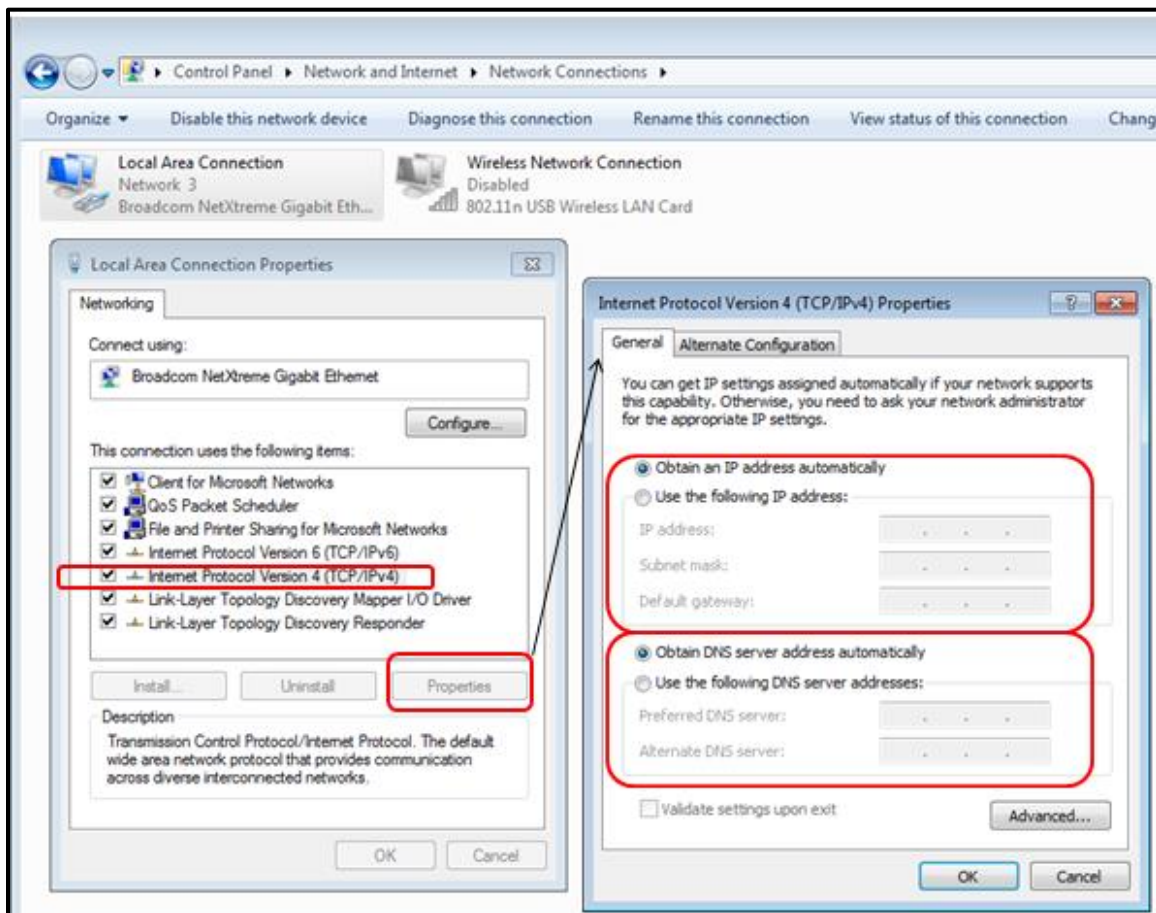 Control Panel Network and Internet Network Connections
Organize Disable this network device Diagnose this connection Rename this connection View status of this connection Chang
Local Area Connection
Network 3
Broadcom NetXtreme Gigabit Eth...
Wireless Network Connection
Disabled
802.11n USB Wireless LAN Card
Local Area Connection Properties
Networking
Connect using:
Broadcom NetXtreme Gigabit Ethernet
Configure...
This connection uses the following items:
Client for Microsoft Networks
QoS Packet Scheduler
File and Printer Sharing for Microsoft Networks
Internet Protocol Version 6 (TCP/IPv6)
Internet Protocol Version 4 (TCP/IPv4)
Link-Layer Topology Discovery Mapper I/O Driver
Link-Layer Topology Discovery Responder
Install... Uninstall Properties
Description
Transmission Control Protocol/Internet Protocol. The default
wide area network protocol that provides communication
across diverse interconnected networks.
OK Cancel
Internet Protocol Version 4 (TCP/IPv4) Properties
General Alternate Configuration
You can get IP settings assigned automatically if your network supports
this capability. Otherwise, you need to ask your network administrator
for the appropriate IP settings.
Obtain an IP address automatically
Use the following IP address:
IP address:
Subnet mask:
Default gateway:
Obtain DNS server address automatically
Use the following DNS server addresses:
Preferred DNS server:
Alternate DNS server:
Validate settings upon exit
Advanced...
OK Cancel